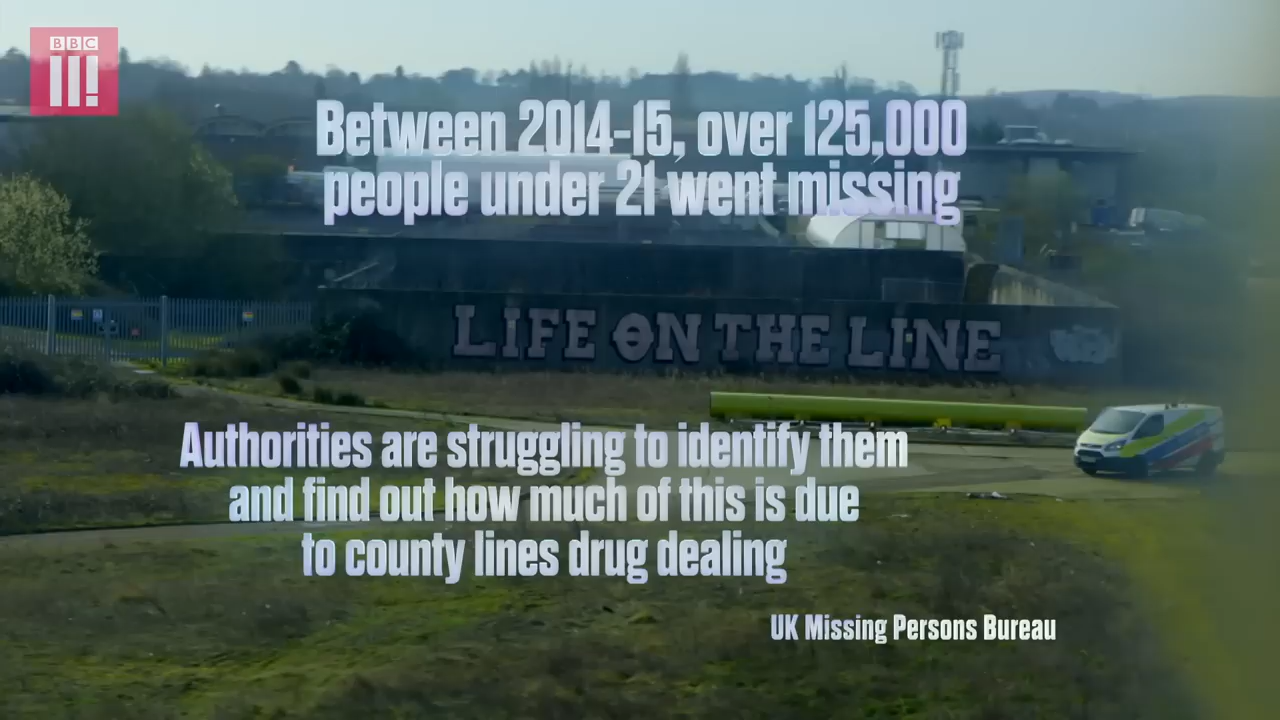 BBC
Between 2014-15, over 125,000
people under 21 went missing
LIFE ON THE LINE
Authorities are struggling to identify them
and find out how much of this is due
to county lines drug dealing
UK Missing Persons Bureau